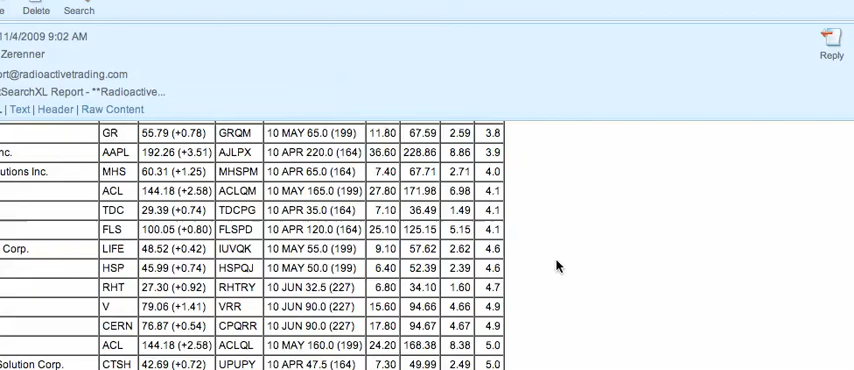 Delete Search
11/4/2009 9:02 AM
Zerenner
Reply
ort@radioactivetrading.com
SearchXL Report - **Radioactive...
| Text | Header | Raw Content
GR 55.79 (+0.78) GRQM 10 MAY 65.0 (199) 11.80 67.59 2.59 3.8
nc. AAPL 192.26 (+3.51) AJLPX 10 APR 220.0 (164) 36.60 228.86 8.86 3.9
utions Inc. MHS 60.31 (+1.25) MHSPM 10 APR 65.0 (164) 7.40 67.71 2.71 4.0
ACL 144.18 (+2.58) ACLQM 10 MAY 165.0 (199) 27.80 171.98 6.98 4.1
TDC 29.39 (+0.74) TDCPG 10 APR 35.0 (164) 7.10 36.49 1.49 4.1
FLS 100.05 (+0.80) FLSPD 10 APR 120.0 (164) 25.10 125.15 5.15 4.1
Corp. LIFE 48.52 (+0.42) IUVQK 10 MAY 55.0 (199) 9.10 57.62 2.62 4.6
HSP 45.99 (+0.74) HSPQJ 10 MAY 50.0 (199) 6.40 52.39 2.39 4.6
RHT 27.30 (+0.92) RHTRY 10 JUN 32.5 (227) 6.80 34.10 1.60 4.7
V 79.06 (+1.41) VRR 10 JUN 90.0 (227) 15.60 94.66 4.66 4.9
CERN 76.87 (+0.54) CPQRR 10 JUN 90.0 (227) 17.80 94.67 4.67 4.9
ACL 144.18 (+2.58) ACLQL 10 MAY 160.0 (199) 24.20 168.38 8.38 5.0
Solution Corp. CTSH 42.69 (+0.72) UPUPY 10 APR 47.5 (164) 7.30 49.99 2.49 5.0